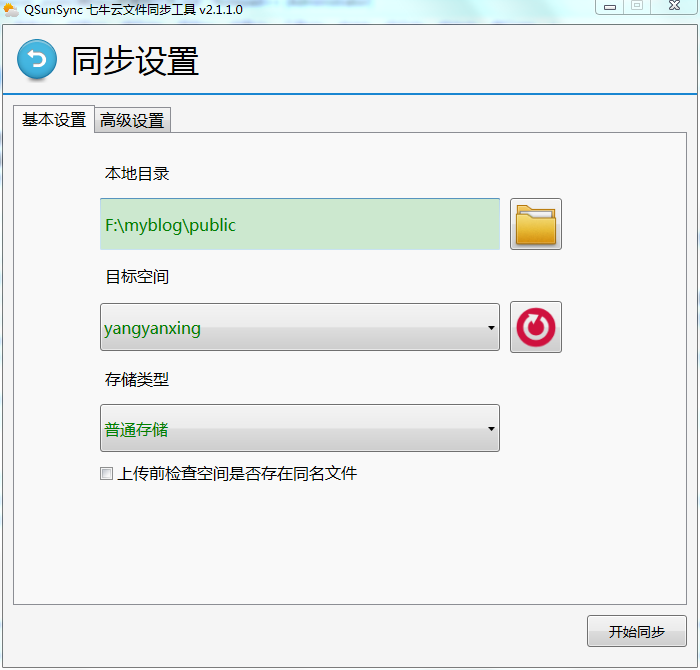 QSunSync 七牛云文件同步工具 v2.1.1.0
同步设置
基本设置 高级设置
本地目录
F:\myblog\public
目标空间
yangyanxing
存储类型
普通存储
上传前检查空间是否存在同名文件
开始同步